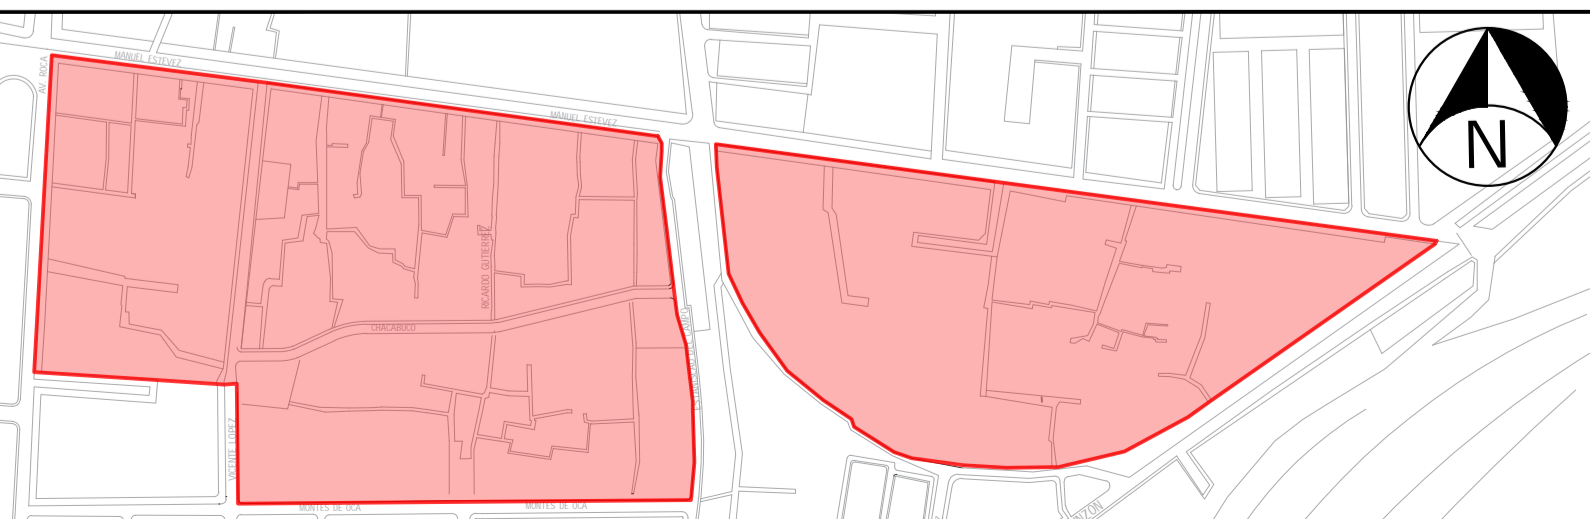 MANUEL ESTEVEZ
AV ROCA
MANUEL ESTEVEZ
N
RICARDO GUTIERREZ
CHACABUCO
VICENTE LOPEZ
MONTES DE OCA
MONTES DE OCA